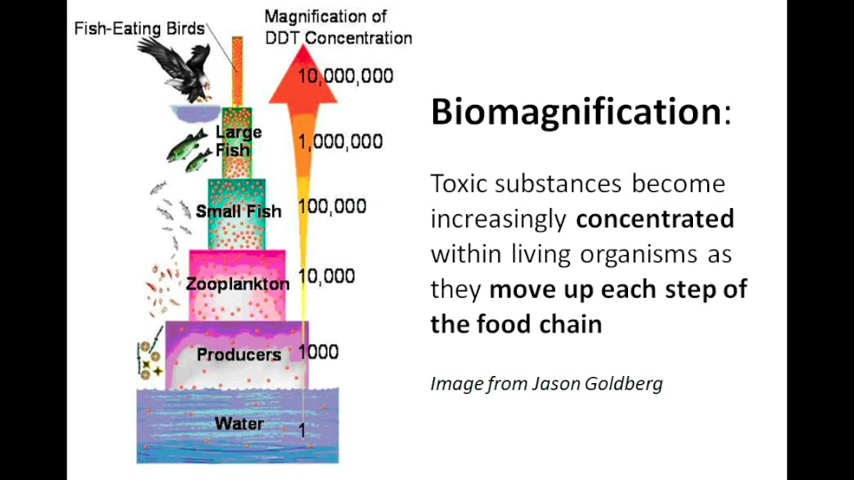 Fish-Eating Birds
Magnification of
DDT Concentration
10,000,000
Large
Fish
1,000,000
Small Fish
100,000
Zooplankton
10,000
Producers
1000
Water
1
Biomagnification:
Toxic substances become
increasingly concentrated
within living organisms as
they move up each step of
the food chain
Image from Jason Goldberg